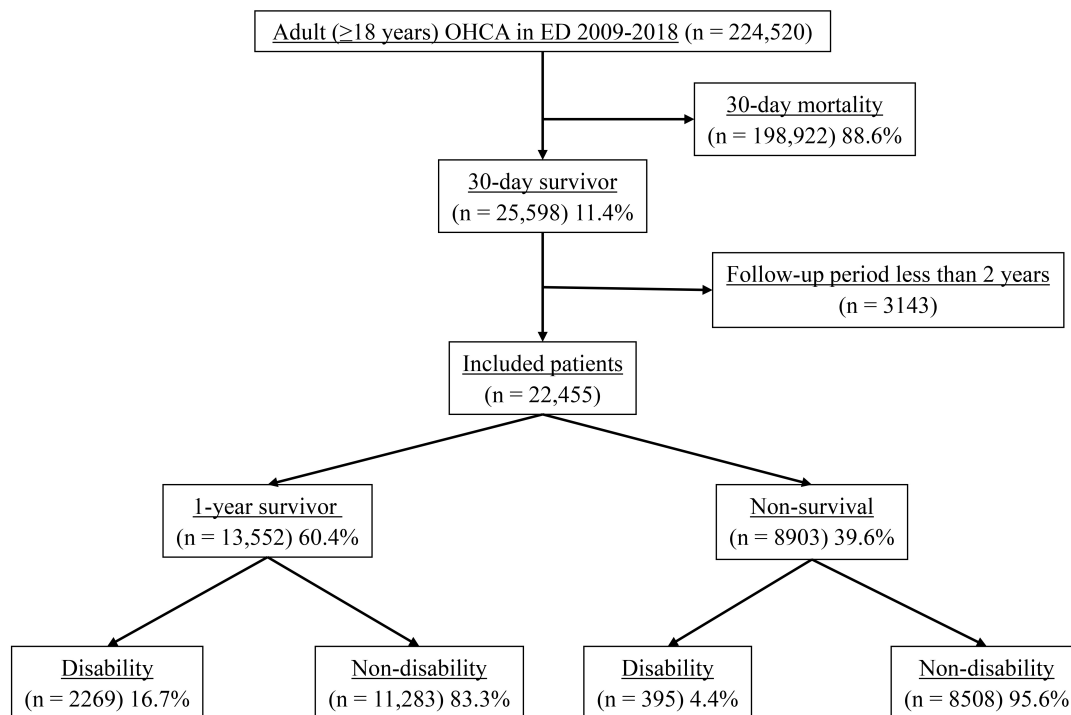 Adult (≥18 years) OHCA in ED 2009-2018 (n = 224,520)
30-day mortality
(n = 198,922) 88.6%
30-day survivor
(n = 25,598) 11.4%
Follow-up period less than 2 years
(n = 3143)
Included patients
(n = 22,455)
1-year survivor
(n = 13,552) 60.4%
Non-survival
(n = 8903) 39.6%
Disability
(n = 2269) 16.7%
Non-disability
(n = 11,283) 83.3%
Disability
(n = 395) 4.4%
Non-disability
(n = 8508) 95.6%